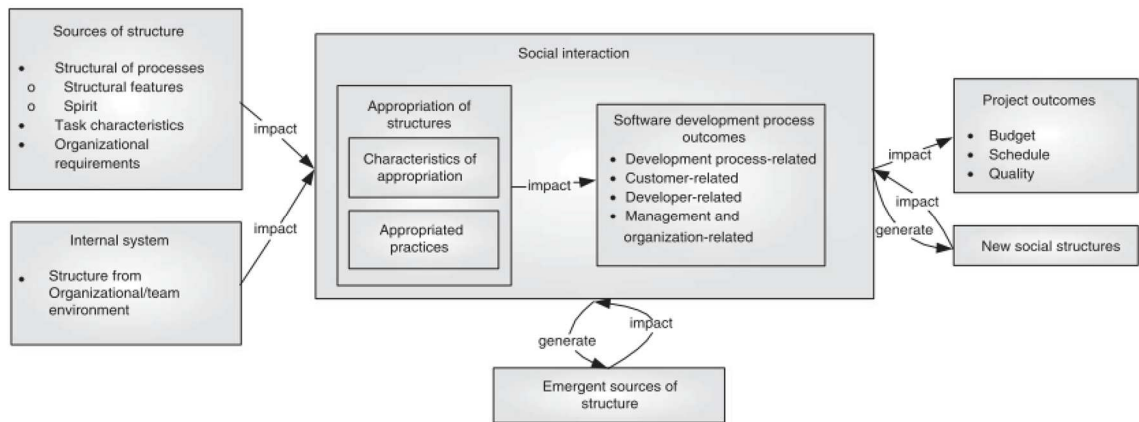 Sources of structure
• Structural of processes
o Structural features
o Spirit
• Task characteristics
• Organizational
requirements
impact
Internal system
• Structure from
Organizational/team
environment
impact
Social interaction
Appropriation of
structures
Characteristics of
appropriation
Appropriated
practices
impact
Software development process
outcomes
• Development process-related
• Customer-related
• Developer-related
• Management and
organization-related
generate
impact
Emergent sources of
structure
impact
Project outcomes
• Budget
• Schedule
• Quality
impact
generate
New social structures